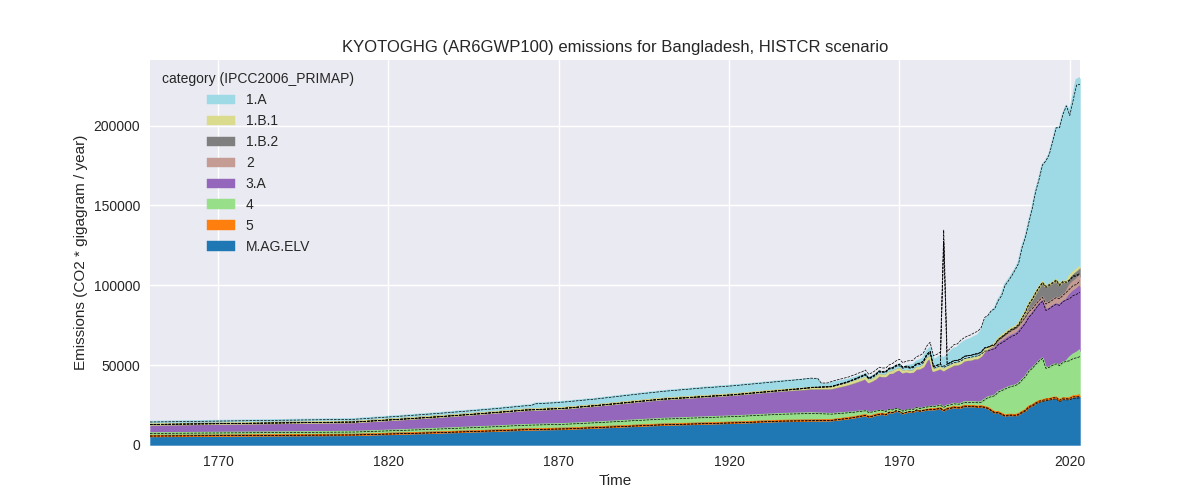 KYOTOGHG (AR6GWP100) emissions for Bangladesh, HISTCR scenario
category (IPCC2006_PRIMAP)
1.A
1.B.1
1.B.2
2
3.A
4
5
M.AG.ELV
Emissions (CO2 * gigagram / year)
200000
150000
100000
50000
0
1770
1820
1870
1920
1970
2020
Time